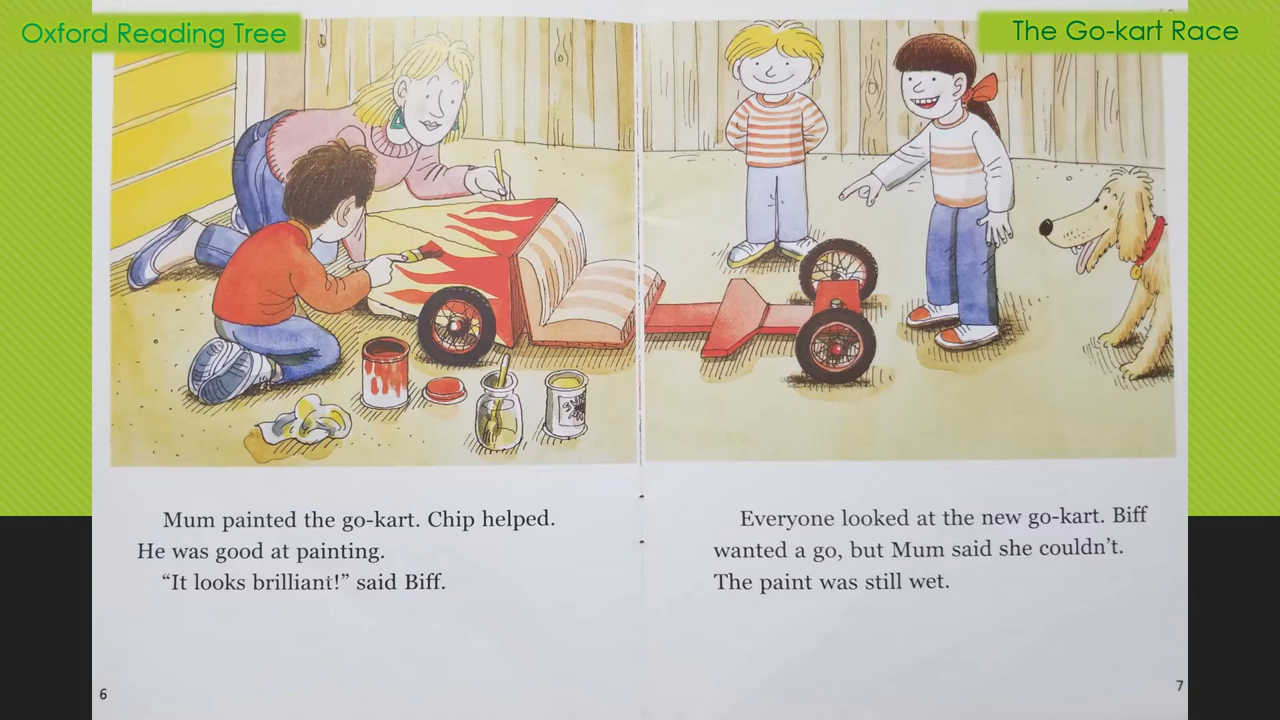 Oxford Reading Tree
The Go-kart Race
Mum painted the go-kart. Chip helped.
He was good at painting.
“It looks brilliant!” said Biff.
6
Everyone looked at the new go-kart. Biff
wanted a go, but Mum said she couldn’t.
The paint was still wet.
7